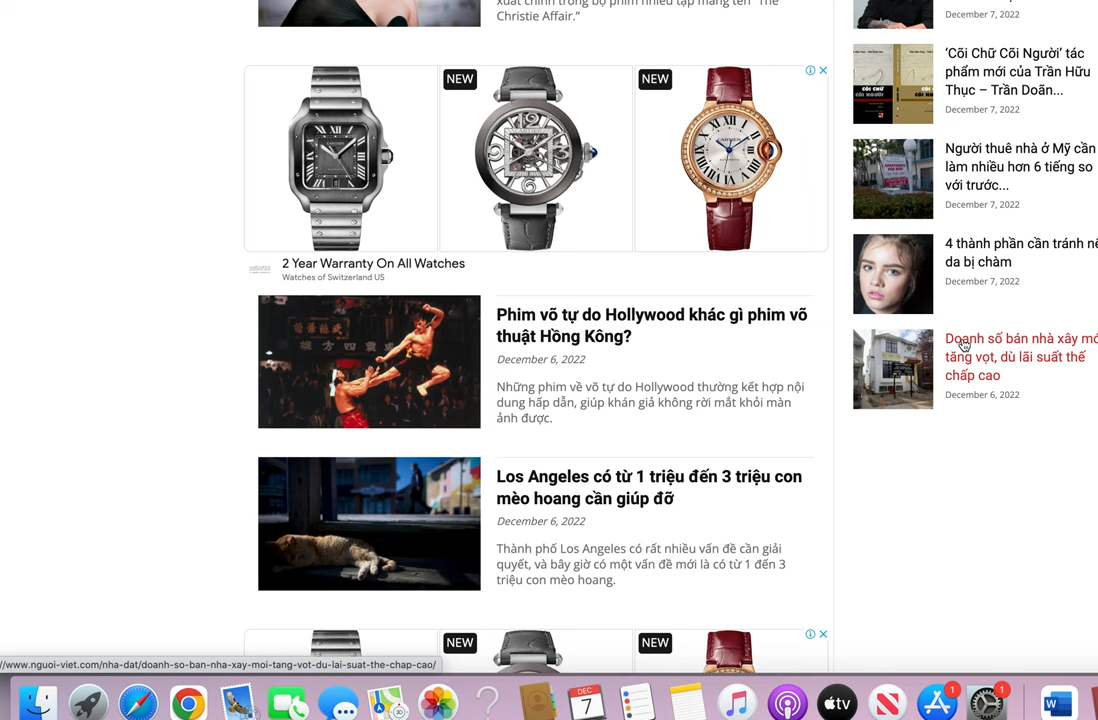 xuất chính trong bộ phim nhiều tập mang tên “The
Christie Affair.”
NEW
NEW
2 Year Warranty On All Watches
Watches of Switzerland US
Phim võ tự do Hollywood khác gì phim võ
thuật Hồng Kông?
December 6, 2022
Những phim về võ tự do Hollywood thường kết hợp nội
dung hấp dẫn, giúp khán giả không rời mắt khỏi màn
ảnh được.
Los Angeles có từ 1 triệu đến 3 triệu con
mèo hoang cần giúp đỡ
December 6, 2022
Thành phố Los Angeles có rất nhiều vấn đề cần giải
quyết, và bây giờ có một vấn đề mới là có từ 1 đến 3
triệu con mèo hoang.
NEW
NEW
December 7, 2022
‘Cõi Chữ Cõi Người’ tác
phẩm mới của Trần Hữu
Thục – Trần Doãn...
December 7, 2022
Người thuê nhà ở Mỹ cần
làm nhiều hơn 6 tiếng so
với trước...
December 7, 2022
4 thành phần cần tránh nế
da bị chàm
December 7, 2022
Doanh số bán nhà xây mớ
tăng vọt, dù lãi suất thế
chấp cao
December 6, 2022
//www.nguoi-viet.com/nha-dat/doanh-so-ban-nha-xay-moi-tang-vot-du-lai-suat-the-chap-cao/
DEC
7
tv
1
1
W